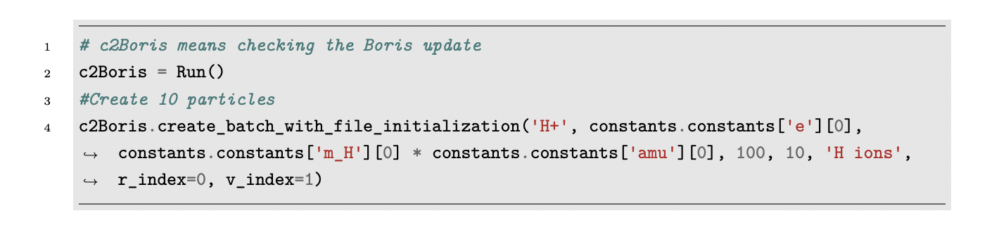 1 # c2Boris means checking the Boris update
2 c2Boris = Run()
3 #Create 10 particles
4 c2Boris.create_batch_with_file_initialization('H+', constants.constants['e'][0],
↪ constants.constants['m_H'][0] * constants.constants['amu'][0], 100, 10, 'H ions',
↪ r_index=0, v_index=1)